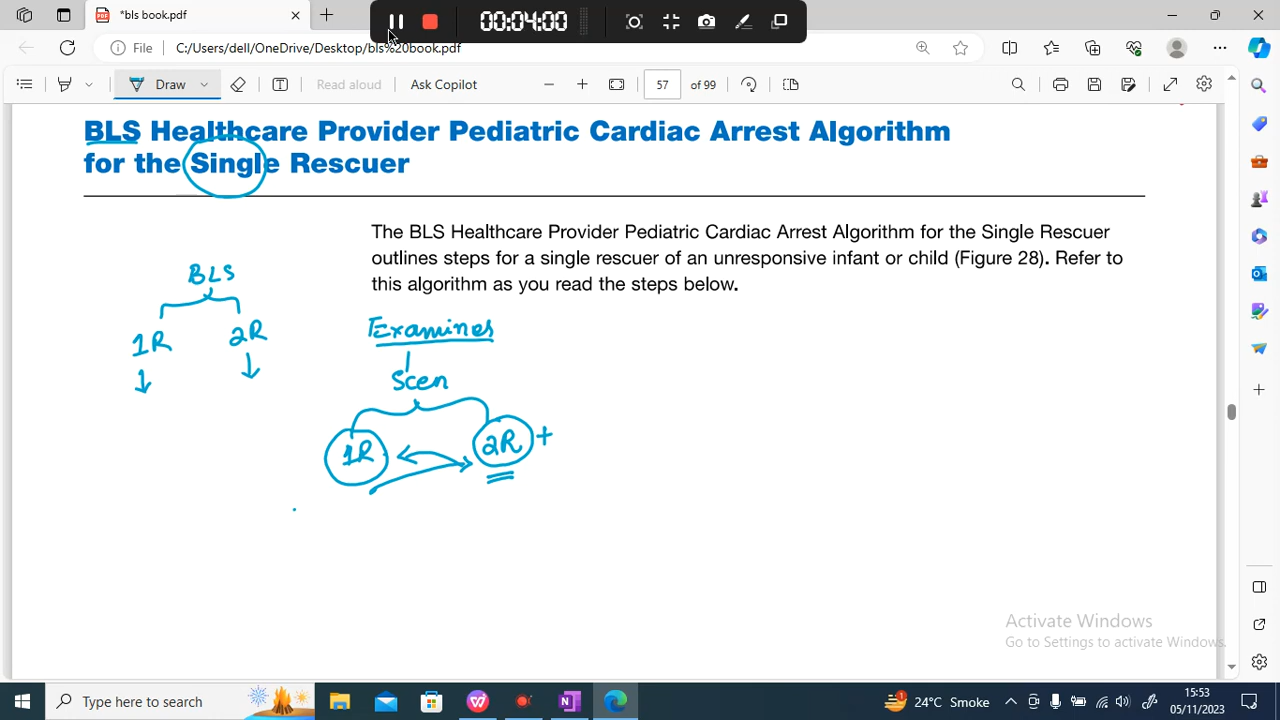 *bls book.pdf
00:04:00
File
C:/Users/dell/OneDrive/Desktop/bls%20book.pdf
Draw
Read aloud
Ask Copilot
57
of 99
BLS Healthcare Provider Pediatric Cardiac Arrest Algorithm
for the Single Rescuer
The BLS Healthcare Provider Pediatric Cardiac Arrest Algorithm for the Single Rescuer
outlines steps for a single rescuer of an unresponsive infant or child (Figure 28). Refer to
this algorithm as you read the steps below.
BLS
1R
2R
Examines
Scen
1R
2R +
Activate Windows
Go to Settings to activate Windows.
Type here to search
24°C Smoke
15:53
05/11/2023